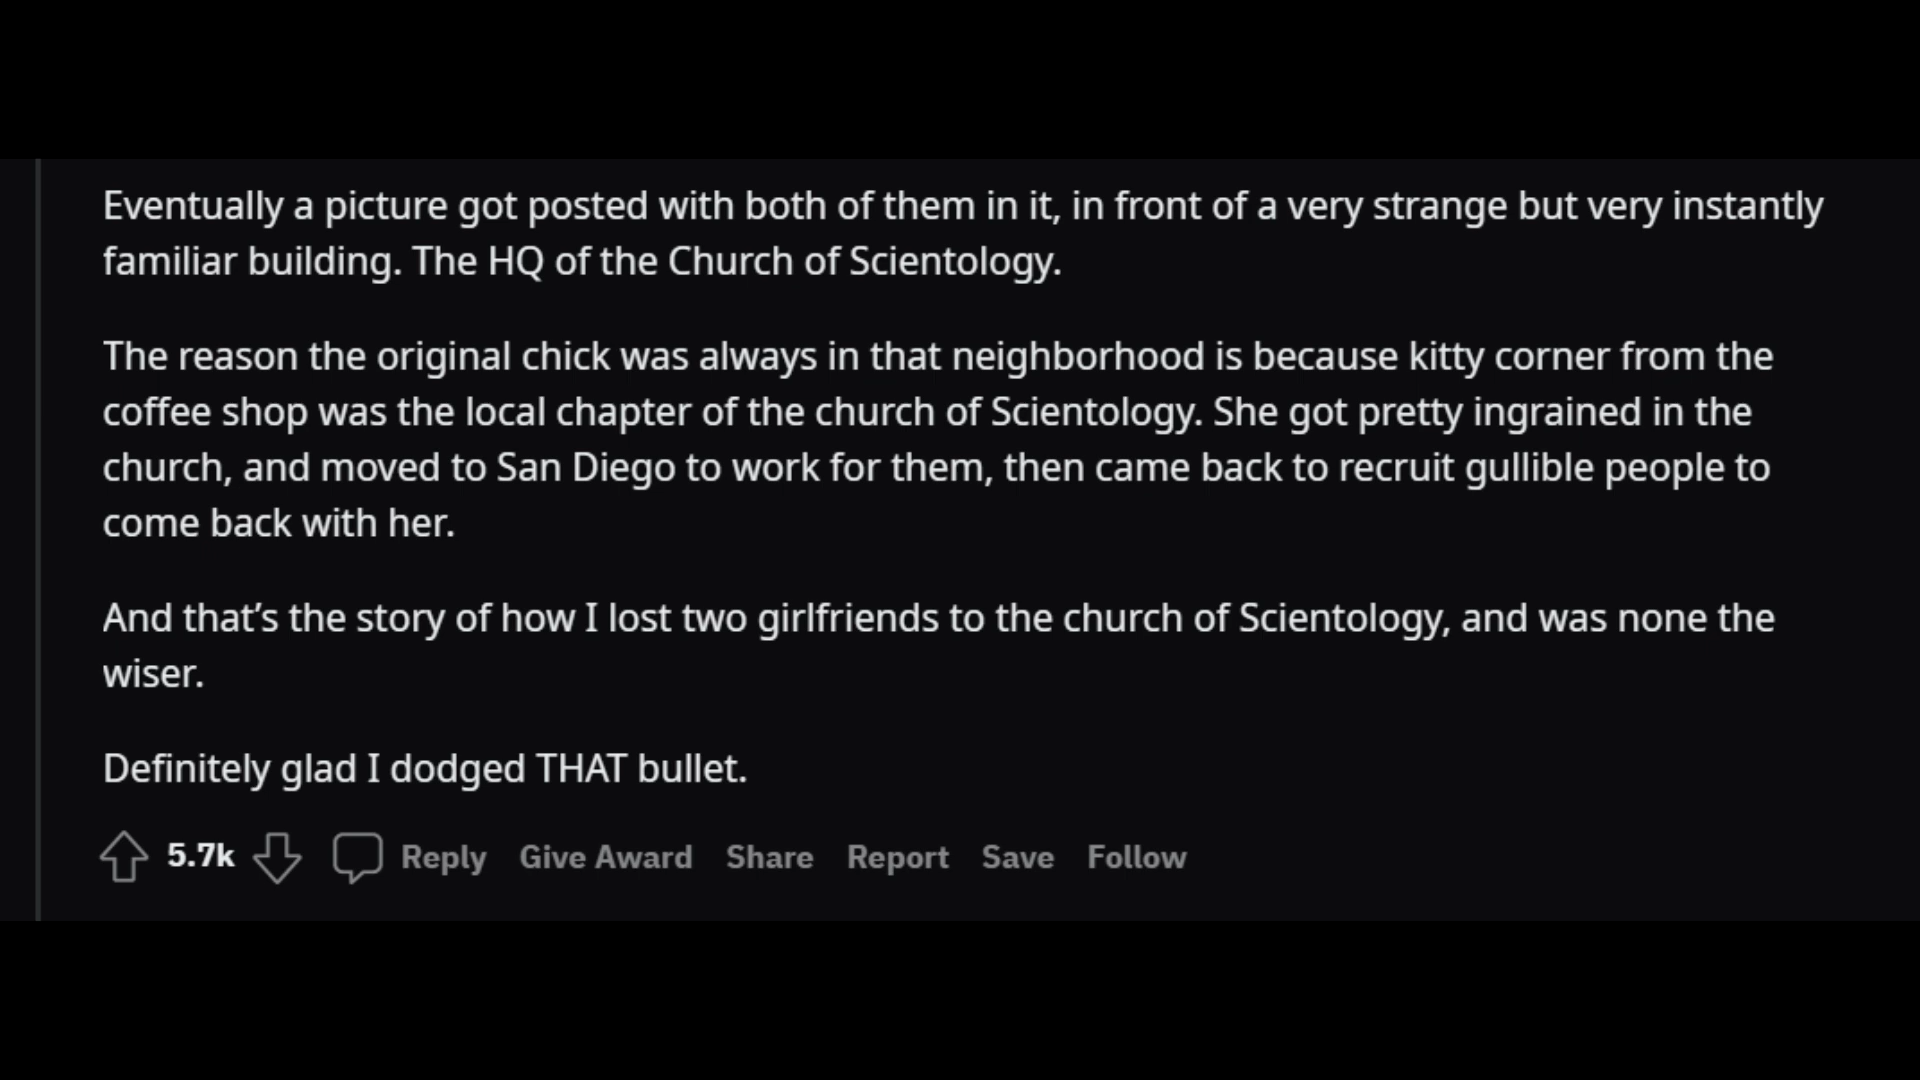 Eventually a picture got posted with both of them in it, in front of a very strange but very instantly
familiar building. The HQ of the Church of Scientology.
The reason the original chick was always in that neighborhood is because kitty corner from the
coffee shop was the local chapter of the church of Scientology. She got pretty ingrained in the
church, and moved to San Diego to work for them, then came back to recruit gullible people to
come back with her.
And that’s the story of how I lost two girlfriends to the church of Scientology, and was none the
wiser.
Definitely glad I dodged THAT bullet.
5.7k Reply Give Award Share Report Save Follow